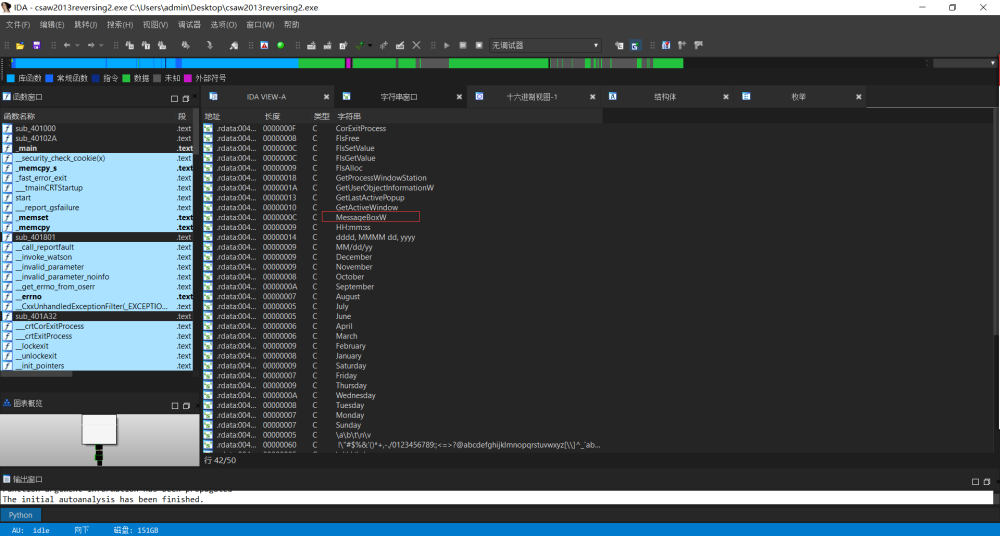 IDA - csaw2013reversing2.exe C:\Users\admin\Desktop\csaw2013reversing2.exe
文件(F) 编辑(E) 跳转(J) 搜索(H) 视图(V) 调试器 选项(O) 窗口(W) 帮助
无调试器
库函数 常规函数 指令 数据 未知 外部符号
函数窗口
IDA VIEW-A 字符串窗口 十六进制视图-1 结构体 枚举
函数名称 段
sub_401000 .text
sub_40102A .text
_main .text
__security_check_cookie(x) .text
_memcpy_s .text
_fast_error_exit .text
___tmainCRTStartup .text
start .text
___report_gsfailure .text
_memset .text
_memcpy .text
sub_401801 .text
__call_reportfault .text
__invoke_watson .text
__invalid_parameter .text
__invalid_parameter_noinfo .text
__get_errno_from_oserr .text
__errno .text
__CxxUnhandledExceptionFilter(_EXCEPTIO... .text
sub_401A32 .text
___crtCorExitProcess .text
___crtExitProcess .text
__lockexit .text
__unlockexit .text
__init_pointers .text
地址 长度 类型 字符串
.rdata:004... 0000000F C CorExitProcess
.rdata:004... 00000008 C FlsFree
.rdata:004... 0000000C C FlsSetValue
.rdata:004... 0000000C C FlsGetValue
.rdata:004... 00000009 C FlsAlloc
.rdata:004... 00000018 C GetProcessWindowStation
.rdata:004... 0000001A C GetUserObjectInformationW
.rdata:004... 00000013 C GetLastActivePopup
.rdata:004... 00000010 C GetActiveWindow
.rdata:004... 0000000C C MessageBoxW
.rdata:004... 00000009 C HH:mm:ss
.rdata:004... 00000014 C dddd, MMMM dd, yyyy
.rdata:004... 00000009 C MM/dd/yy
.rdata:004... 00000009 C December
.rdata:004... 00000009 C November
.rdata:004... 00000008 C October
.rdata:004... 0000000A C September
.rdata:004... 00000007 C August
.rdata:004... 00000005 C July
.rdata:004... 00000005 C June
.rdata:004... 00000006 C April
.rdata:004... 00000006 C March
.rdata:004... 00000009 C February
.rdata:004... 00000008 C January
.rdata:004... 00000009 C Saturday
.rdata:004... 00000007 C Friday
.rdata:004... 00000009 C Thursday
.rdata:004... 0000000A C Wednesday
.rdata:004... 00000008 C Tuesday
.rdata:004... 00000007 C Monday
.rdata:004... 00000007 C Sunday
.rdata:004... 00000005 C \a\b\t\n\v
.rdata:004... 00000060 C !\"#$%&'()*+,-./0123456789:;<=>?@abcdefghijklmnopqrstuvwxyz[\\]^_`ab...
行 42/50
图表概览
输出窗口
The initial autoanalysis has been finished.
Python
AU: idle 向下 磁盘: 151GB